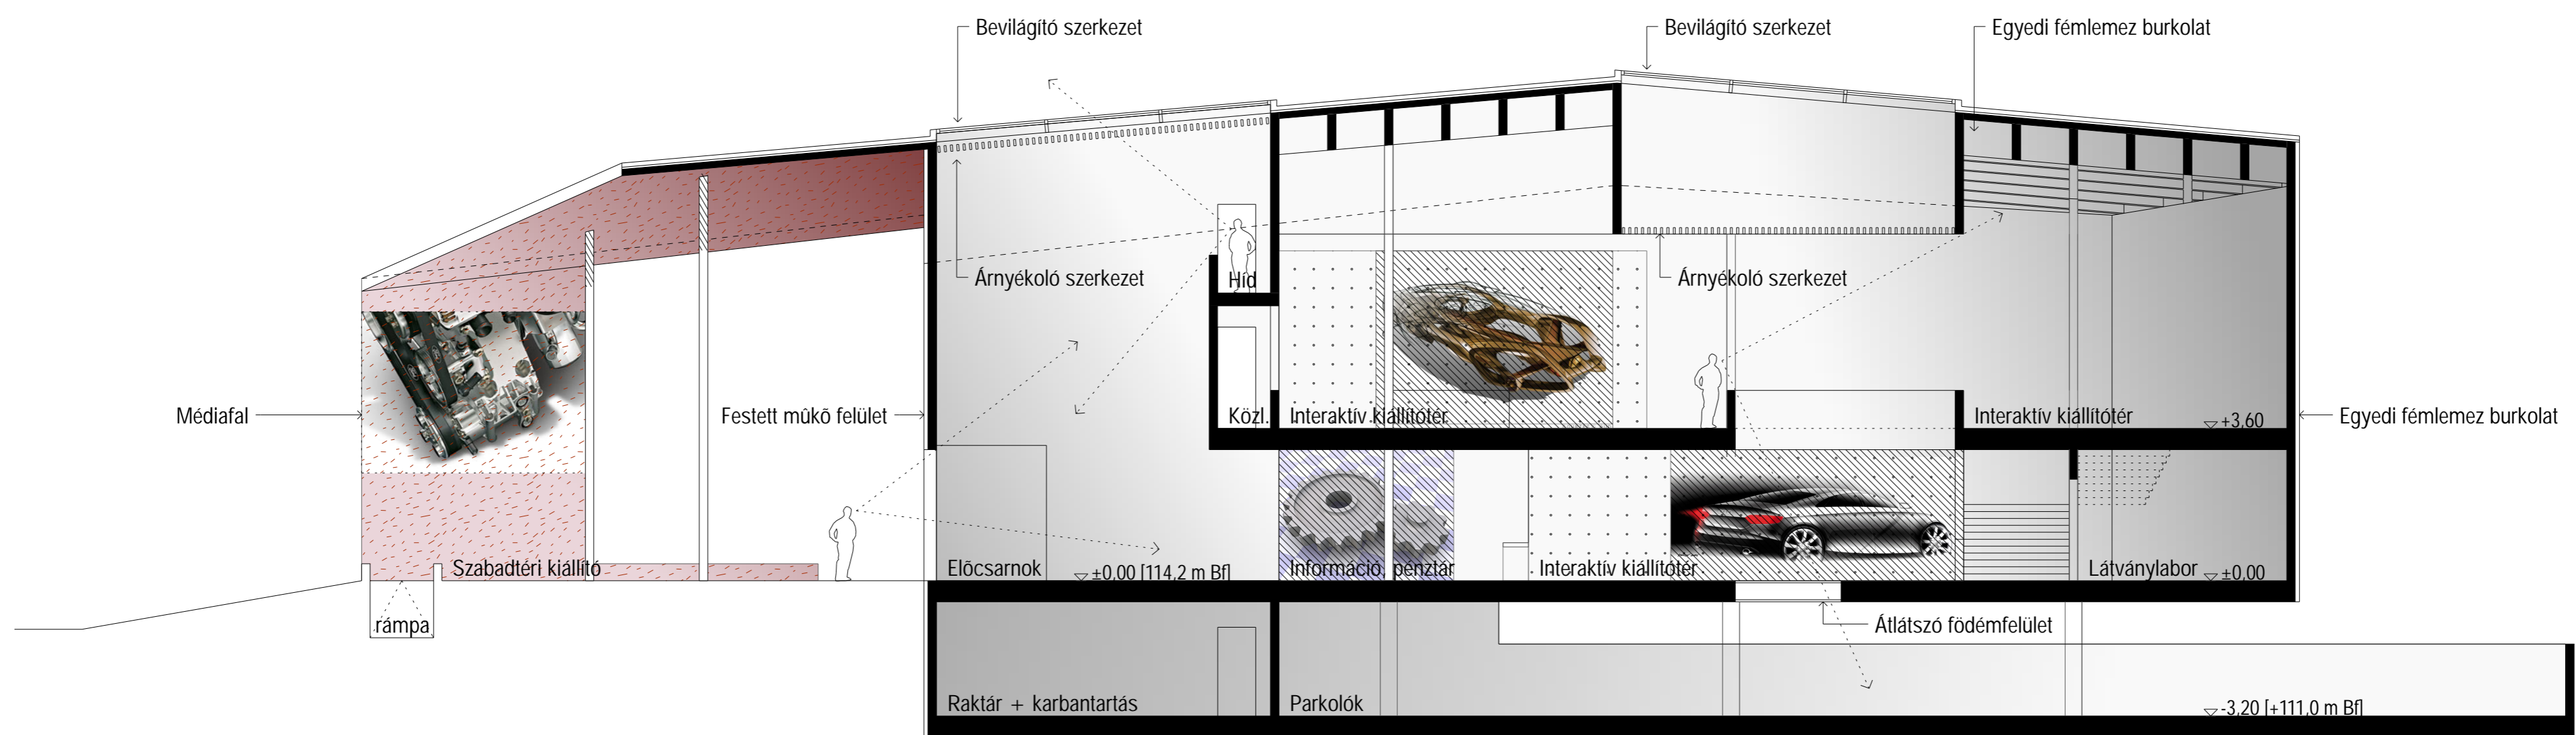 Bevilágító szerkezet
Bevilágító szerkezet
Egyedi fémlemez burkolat
Árnyékoló szerkezet
Híd
Árnyékoló szerkezet
Médiafal
Festett mûkõ felület
Közl.
Interaktív kiállítótér
Interaktív kiállítótér
+3,60
Egyedi fémlemez burkolat
Szabadtéri kiállító
Elõcsarnok
±0,00 [114,2 m Bf]
Információ, pénztár
Interaktív kiállítótér
Látványlabor
±0,00
rámpa
Átlátszó födémfelület
Raktár + karbantartás
Parkolók
-3,20 [+111,0 m Bf]